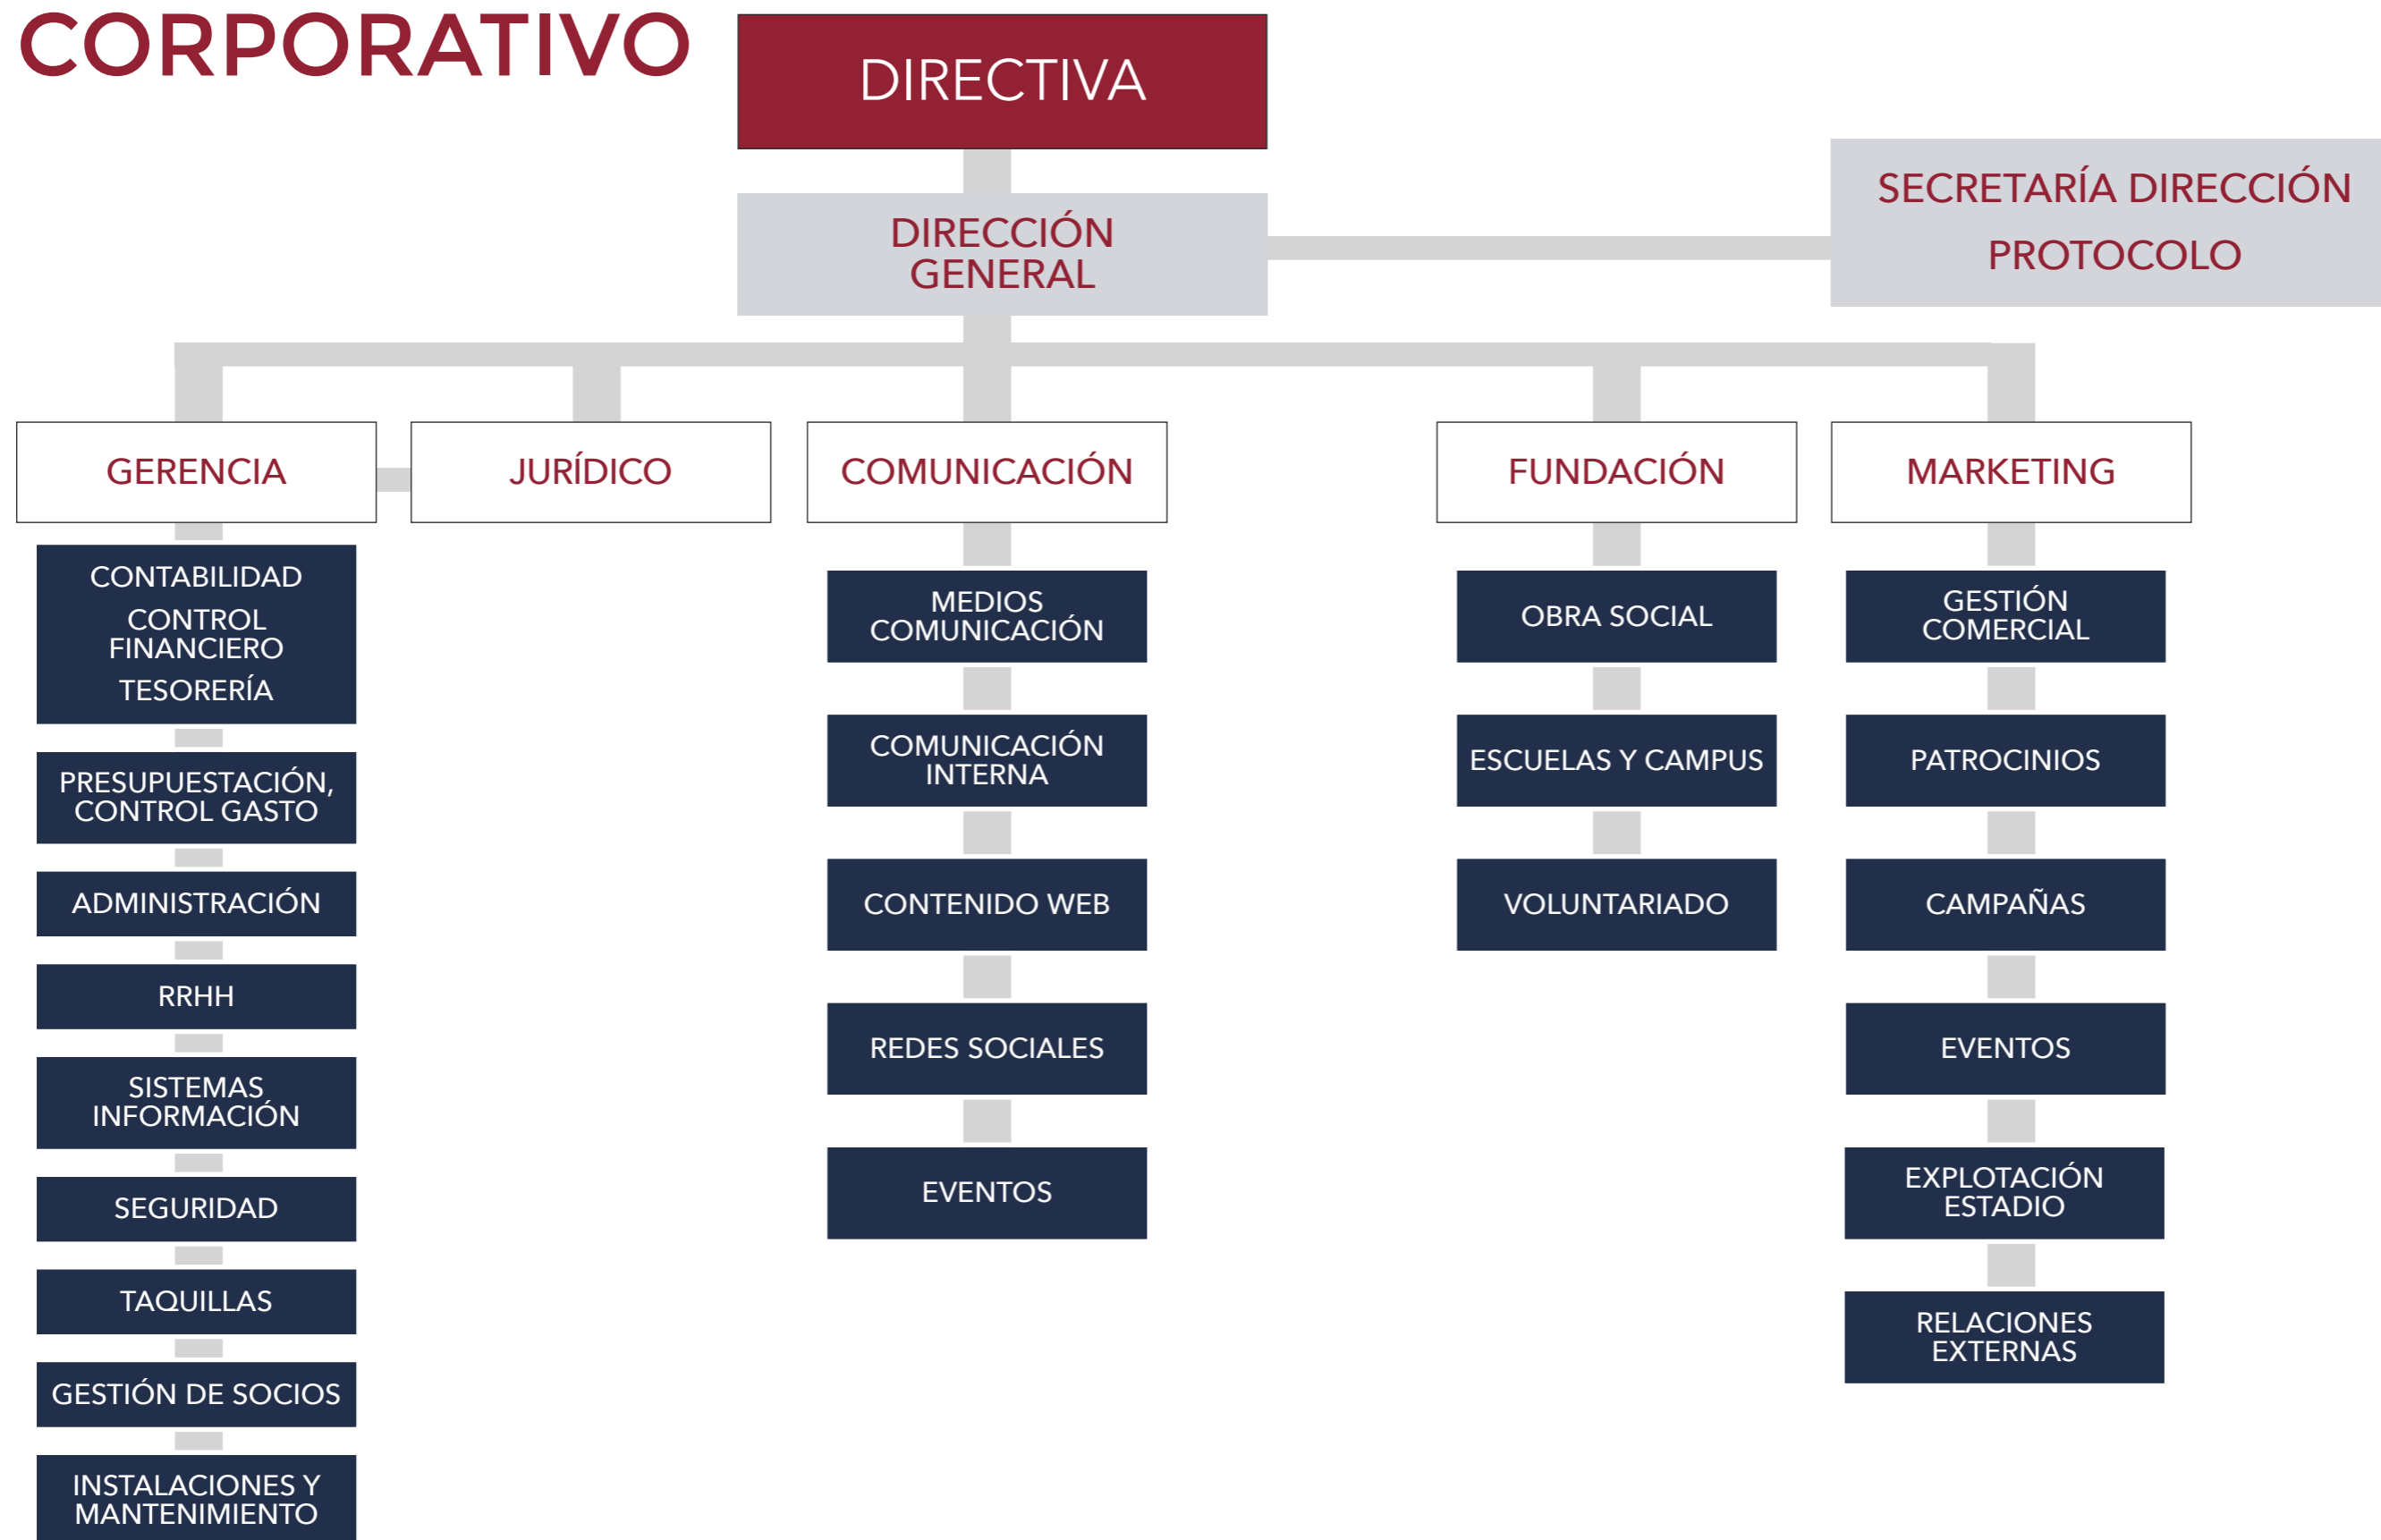 CORPORATIVO
DIRECTIVA
SECRETARÍA DIRECCIÓN
PROTOCOLO
DIRECCIÓN
GENERAL
GERENCIA
JURÍDICO
COMUNICACIÓN
FUNDACIÓN
MARKETING
CONTABILIDAD
CONTROL
FINANCIERO
TESORERÍA
PRESUPUESTACIÓN,
CONTROL GASTO
ADMINISTRACIÓN
RRHH
SISTEMAS
INFORMACIÓN
SEGURIDAD
TAQUILLAS
GESTIÓN DE SOCIOS
INSTALACIONES Y
MANTENIMIENTO
MEDIOS
COMUNICACIÓN
COMUNICACIÓN
INTERNA
CONTENIDO WEB
REDES SOCIALES
EVENTOS
OBRA SOCIAL
ESCUELAS Y CAMPUS
VOLUNTARIADO
GESTIÓN
COMERCIAL
PATROCINIOS
CAMPAÑAS
EVENTOS
EXPLOTACIÓN
ESTADIO
RELACIONES
EXTERNAS